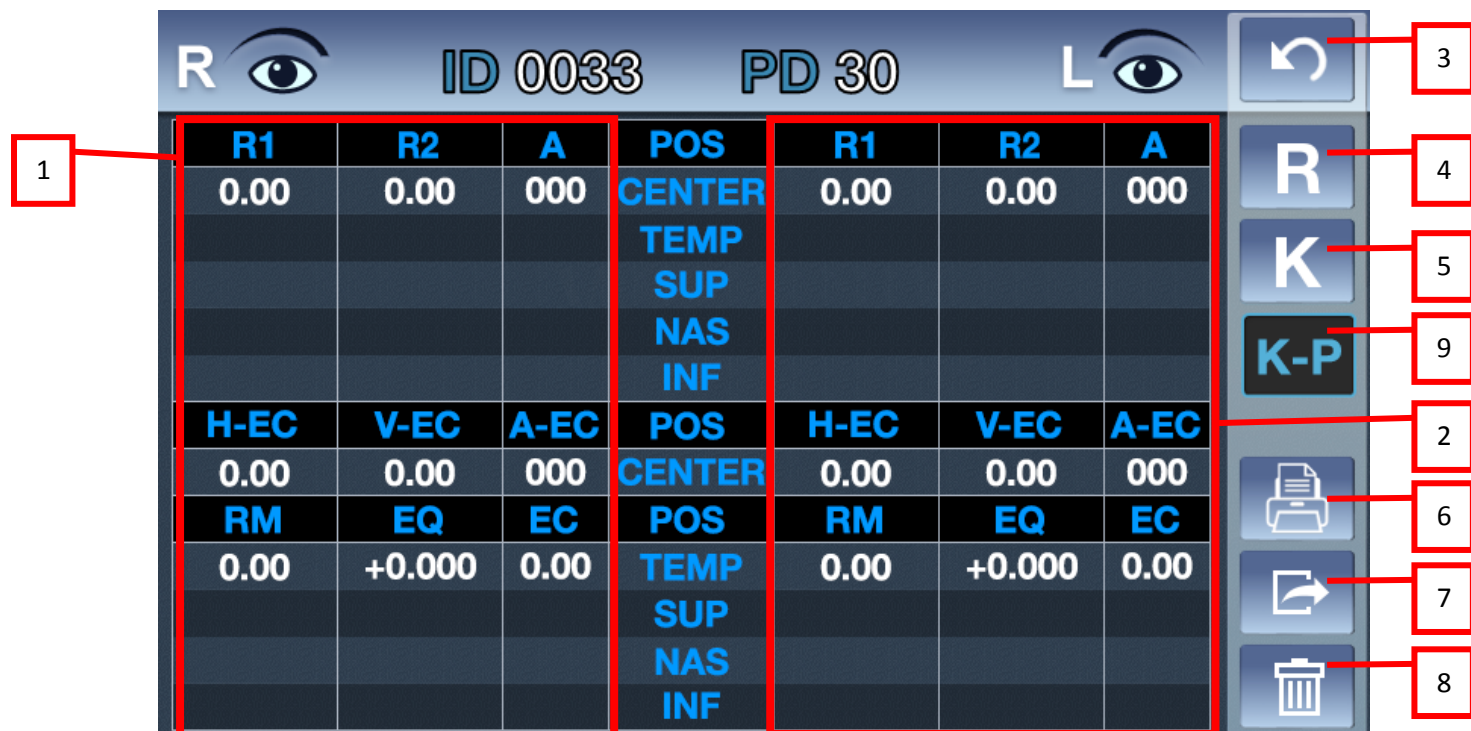 R ID 0033 PD 30 L 3
R1 R2 A POS R1 R2 A
1 4
0.00 0.00 000 CENTER 0.00 0.00 000 R
TEMP
SUP K 5
NAS
K-P 9
INF
H-EC V-EC A-EC POS H-EC V-EC A-EC 2
0.00 0.00 000 CENTER 0.00 0.00 000
RM EQ EC POS RM EQ EC 6
0.00 +0.000 0.00 TEMP 0.00 +0.000 0.00
SUP 7
NAS
INF 8